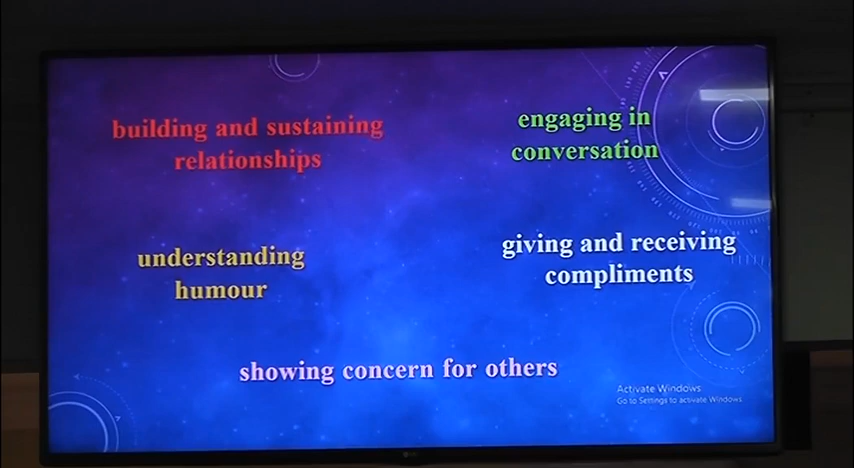 building and sustaining
relationships
engaging in
conversation
understanding
humour
giving and receiving
compliments
showing concern for others
Activate Windows
Go to Settings to activate Windows
LG